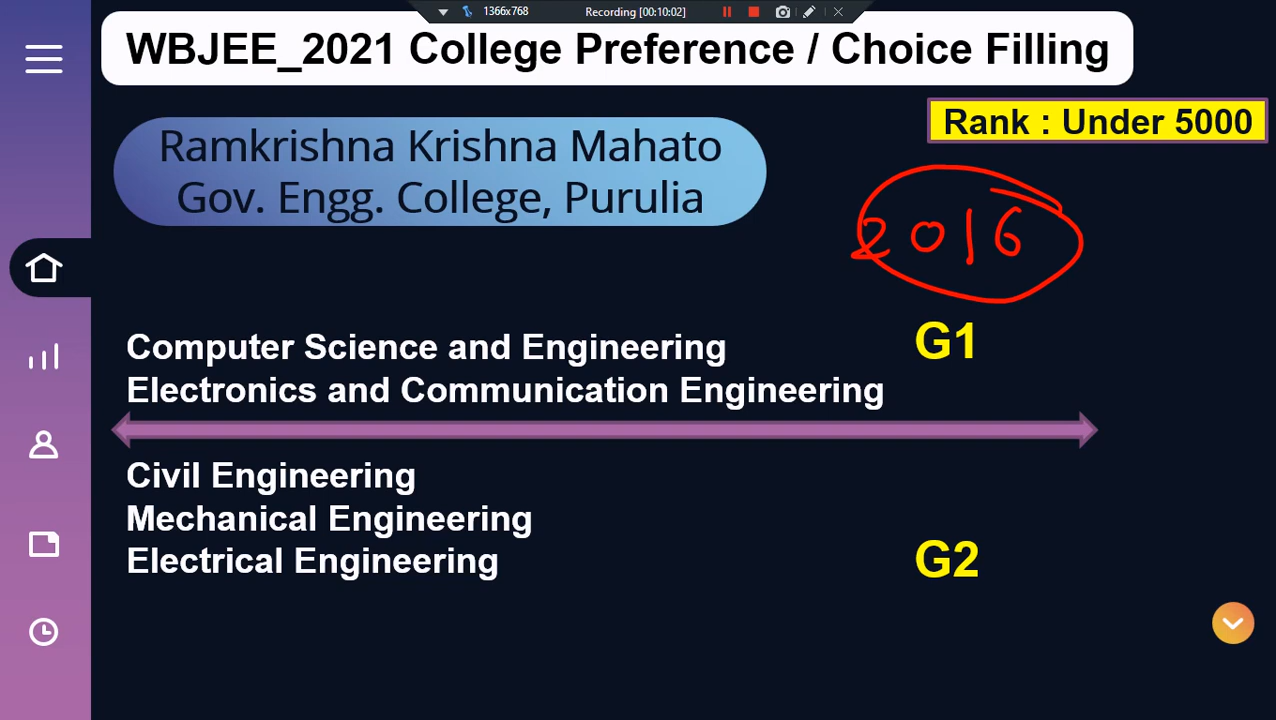 1366x768
Recording [00:10:02]
WBJEE_2021 College Preference / Choice Filling
Rank : Under 5000
Ramkrishna Krishna Mahato
Gov. Engg. College, Purulia
2016
Computer Science and Engineering
G1
Electronics and Communication Engineering
Civil Engineering
Mechanical Engineering
Electrical Engineering
G2